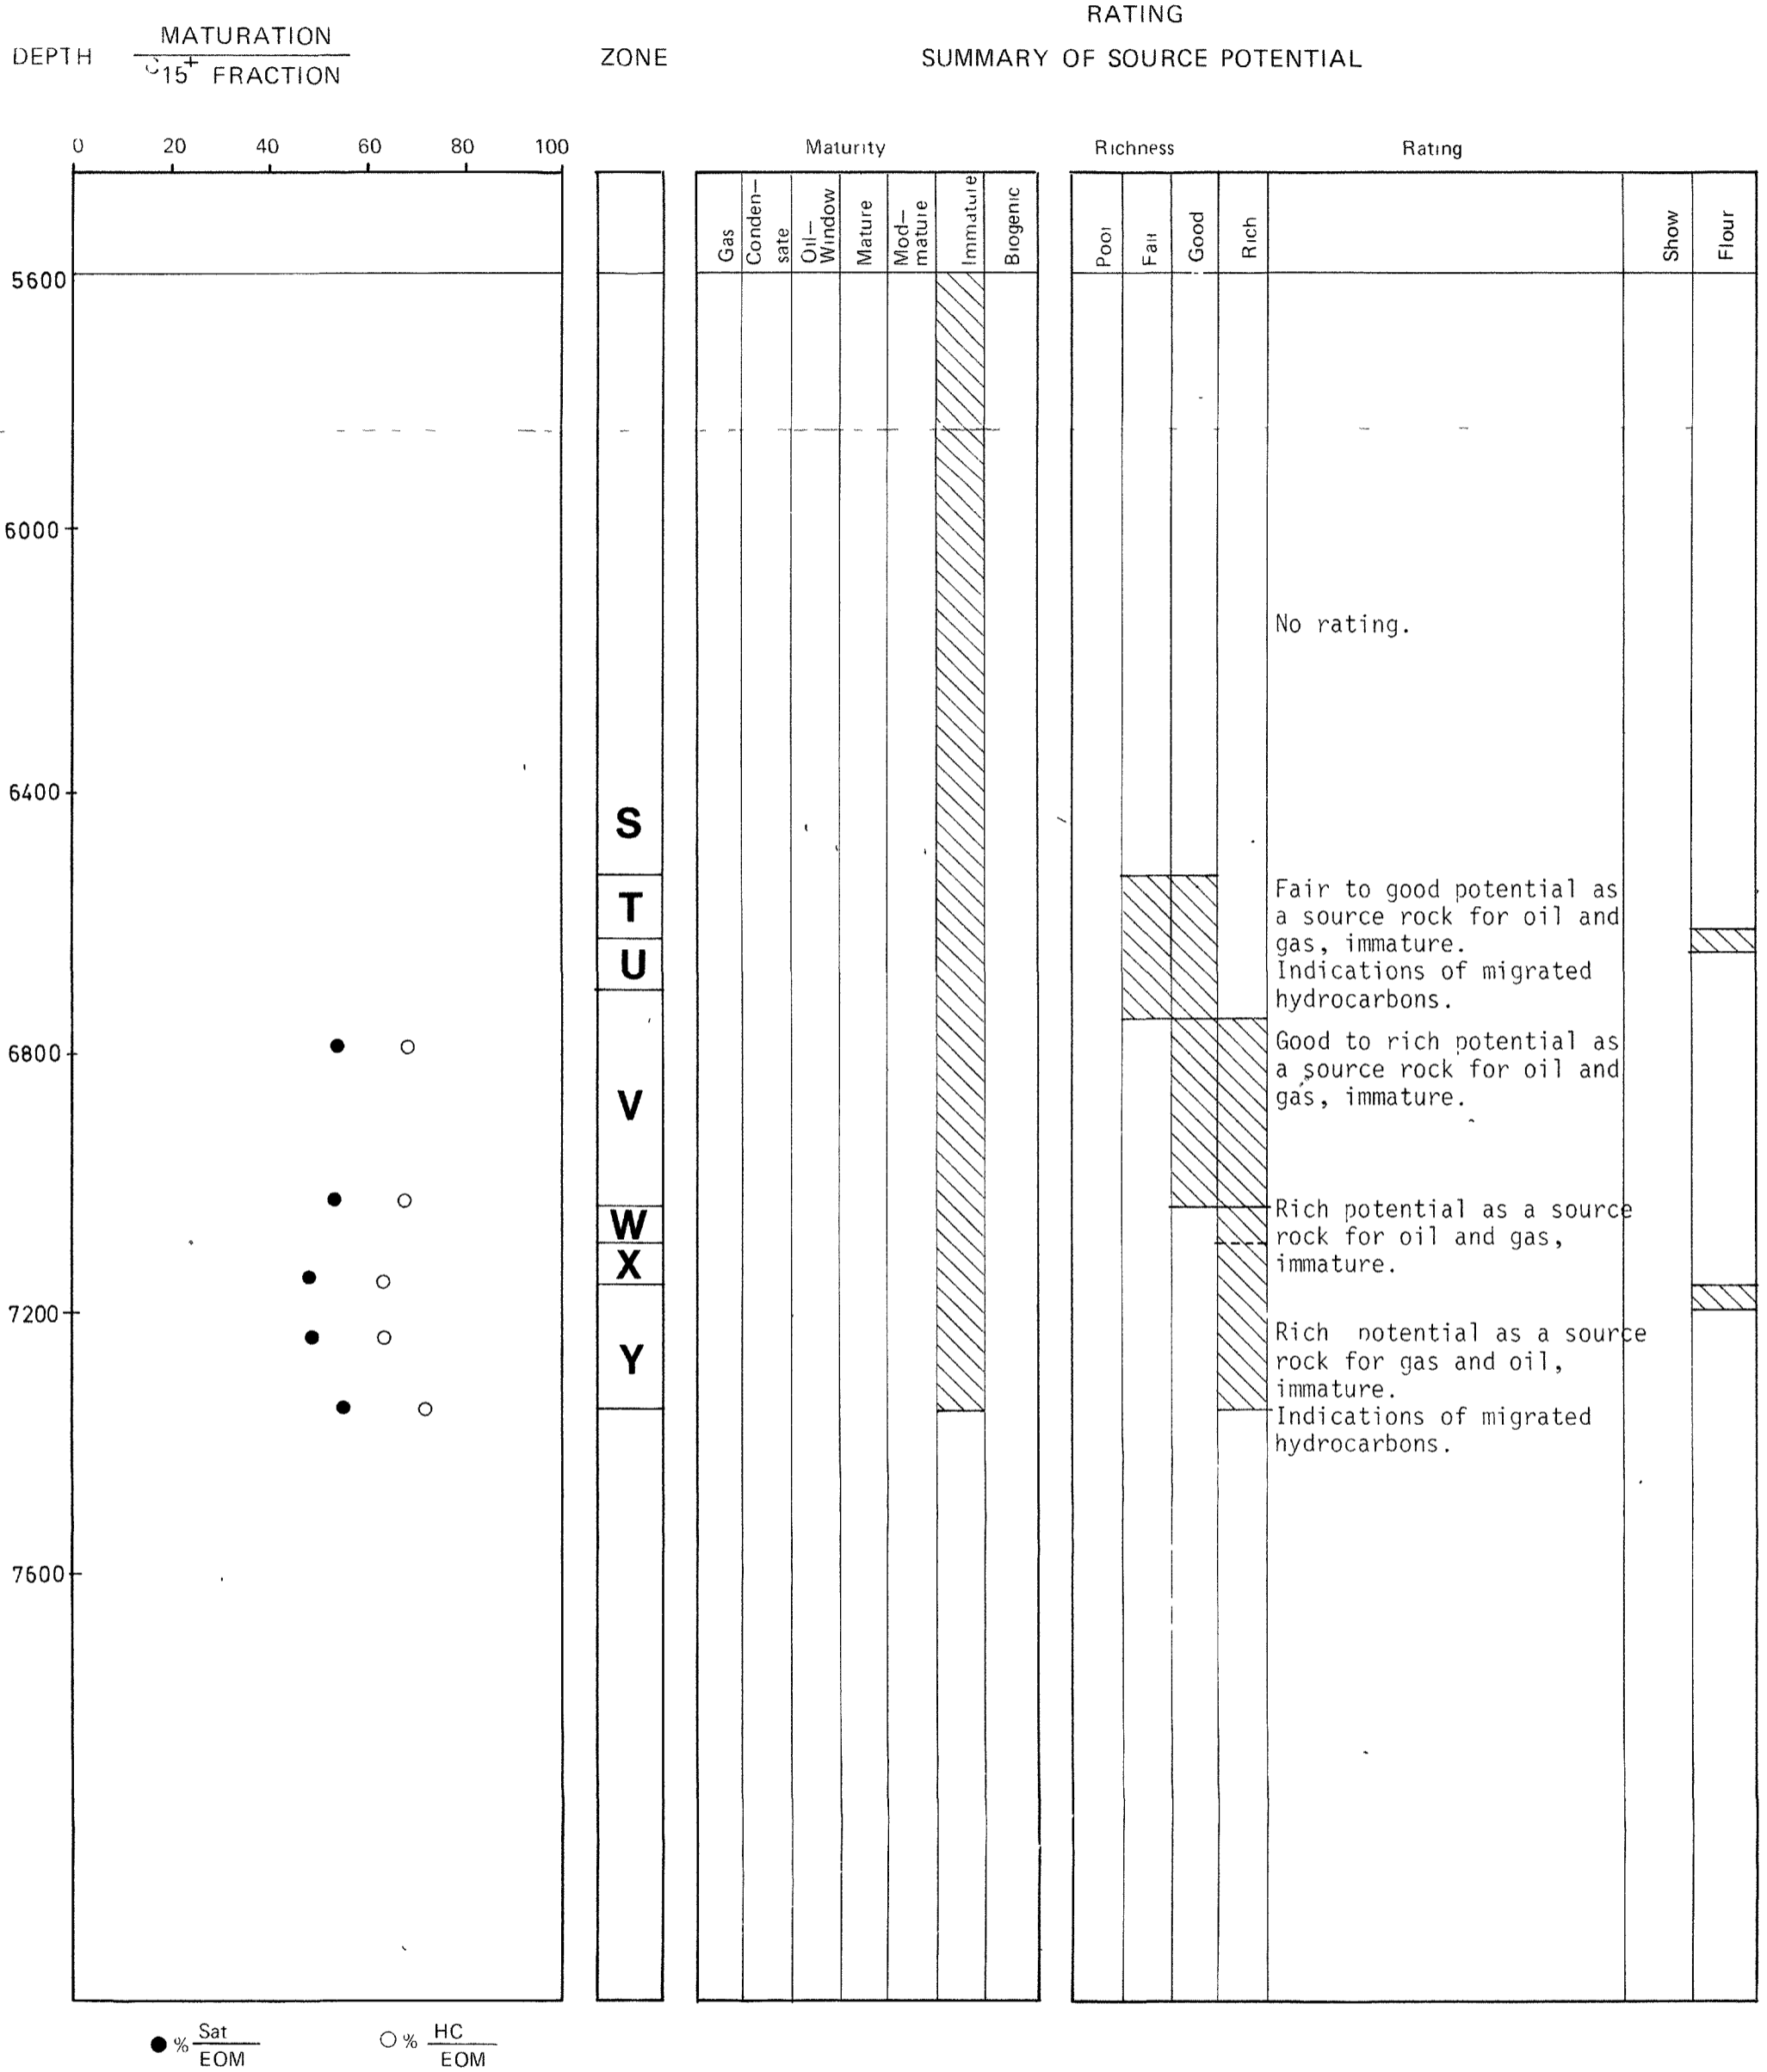 RATING
DEPTH
MATURATION
C15+ FRACTION
ZONE
SUMMARY OF SOURCE POTENTIAL
0 20 40 60 80 100
Maturity
Richness
Rating
Gas
Conden–
sate
Oil–
Window
Mature
Mod–
mature
Immature
Biogenic
Poor
Fair
Good
Rich
Show
Flour
5600
6000
No rating.
6400
S
T
U
Fair to good potential as
a source rock for oil and
gas, immature.
Indications of migrated
hydrocarbons.
6800
V
Good to rich potential as
a source rock for oil and
gas, immature.
W
X
Rich potential as a source
rock for oil and gas,
immature.
7200
Y
Rich potential as a source
rock for gas and oil,
immature.
Indications of migrated
hydrocarbons.
7600
% Sat
EOM
% HC
EOM